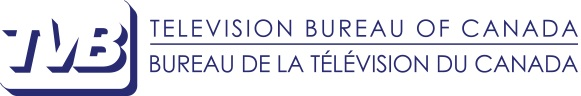 TVB
TELEVISION BUREAU OF CANADA
BUREAU DE LA TÉLÉVISION DU CANADA